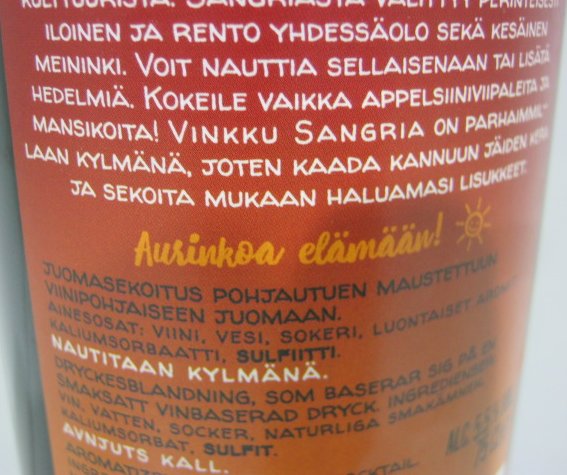 KULTTUURISTA. SANGRIASTA VÄLITTYY PERINTEISESTI
ILOINEN JA RENTO YHDESSÄOLO SEKÄ KESÄINEN
MEININKI. VOIT NAUTTIA SELLAISENAAN TAI LISÄTÄ
HEDELMIÄ. KOKEILE VAIKKA APPELSIINIVIIPALEITA JA
MANSIKOITA! VINKKU SANGRIA ON PARHAIMMIL-
LAAN KYLMÄNÄ, JOTEN KAADA KANNUUN JÄIDEN KERA
JA SEKOITA MUKAAN HALUAMASI LISUKKEET.
Aurinkoa elämään!
JUOMASEKOITUS POHJAUTUEN MAUSTETTUUN
VIINIPOHJAISEEN JUOMAAN.
AINESOSAT: VIINI, VESI, SOKERI, LUONTAISET
KALIUMSORBAATTI, SULFIITTI.
NAUTITAAN KYLMÄNÄ.
DRYCKESBLANDNING, SOM BASERAR SIG PÅ EN
SMAKSATT VINBASERAD DRYCK. INGREDIENSER:
VIN, VATTEN, SOCKER, NATURLIGA SMAKÄMNEN,
KALIUMSORBAT, SULFIT.
AVNJUTS KALL.
ALC.